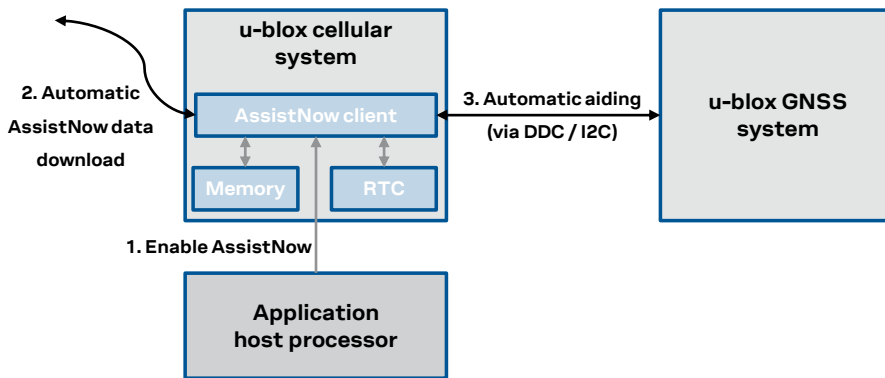 u-blox cellular
system
2. Automatic
AssistNow data
download
AssistNow client
3. Automatic aiding
(via DDC / I2C)
u-blox GNSS
system
Memory
RTC
1. Enable AssistNow
Application
host processor